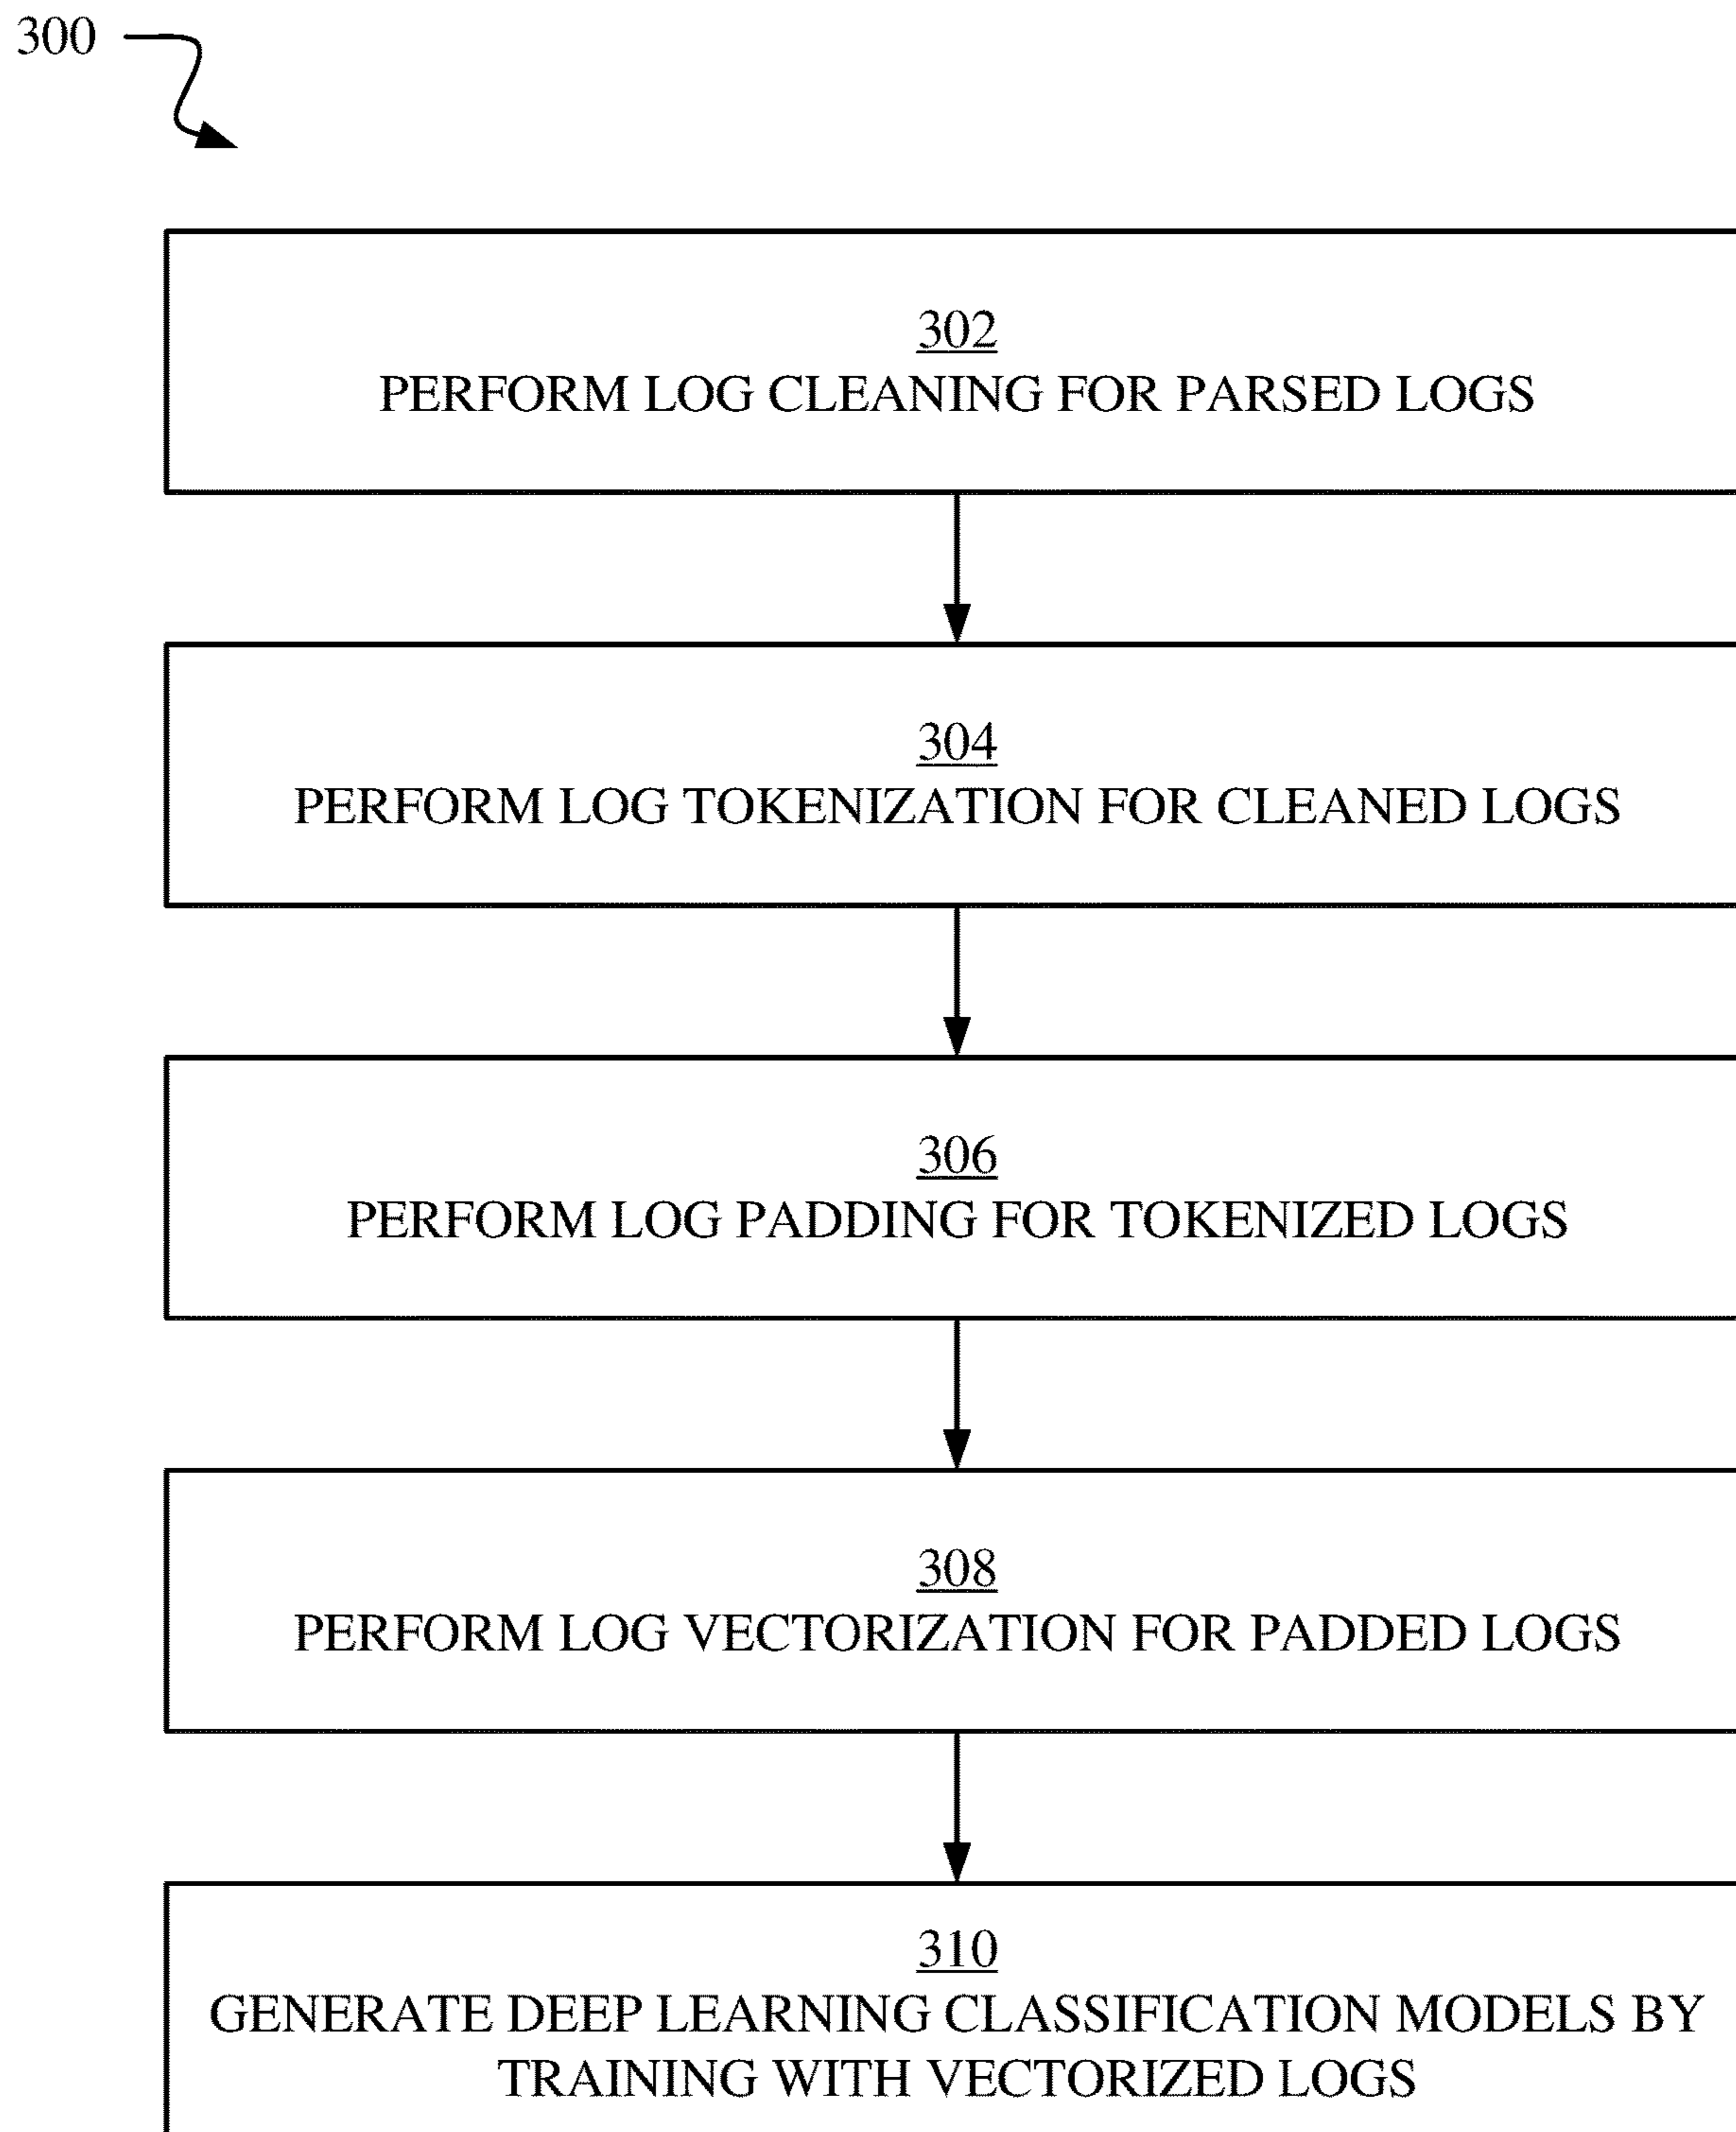 300
302
PERFORM LOG CLEANING FOR PARSED LOGS
304
PERFORM LOG TOKENIZATION FOR CLEANED LOGS
306
PERFORM LOG PADDING FOR TOKENIZED LOGS
308
PERFORM LOG VECTORIZATION FOR PADDED LOGS
310
GENERATE DEEP LEARNING CLASSIFICATION MODELS BY
TRAINING WITH VECTORIZED LOGS